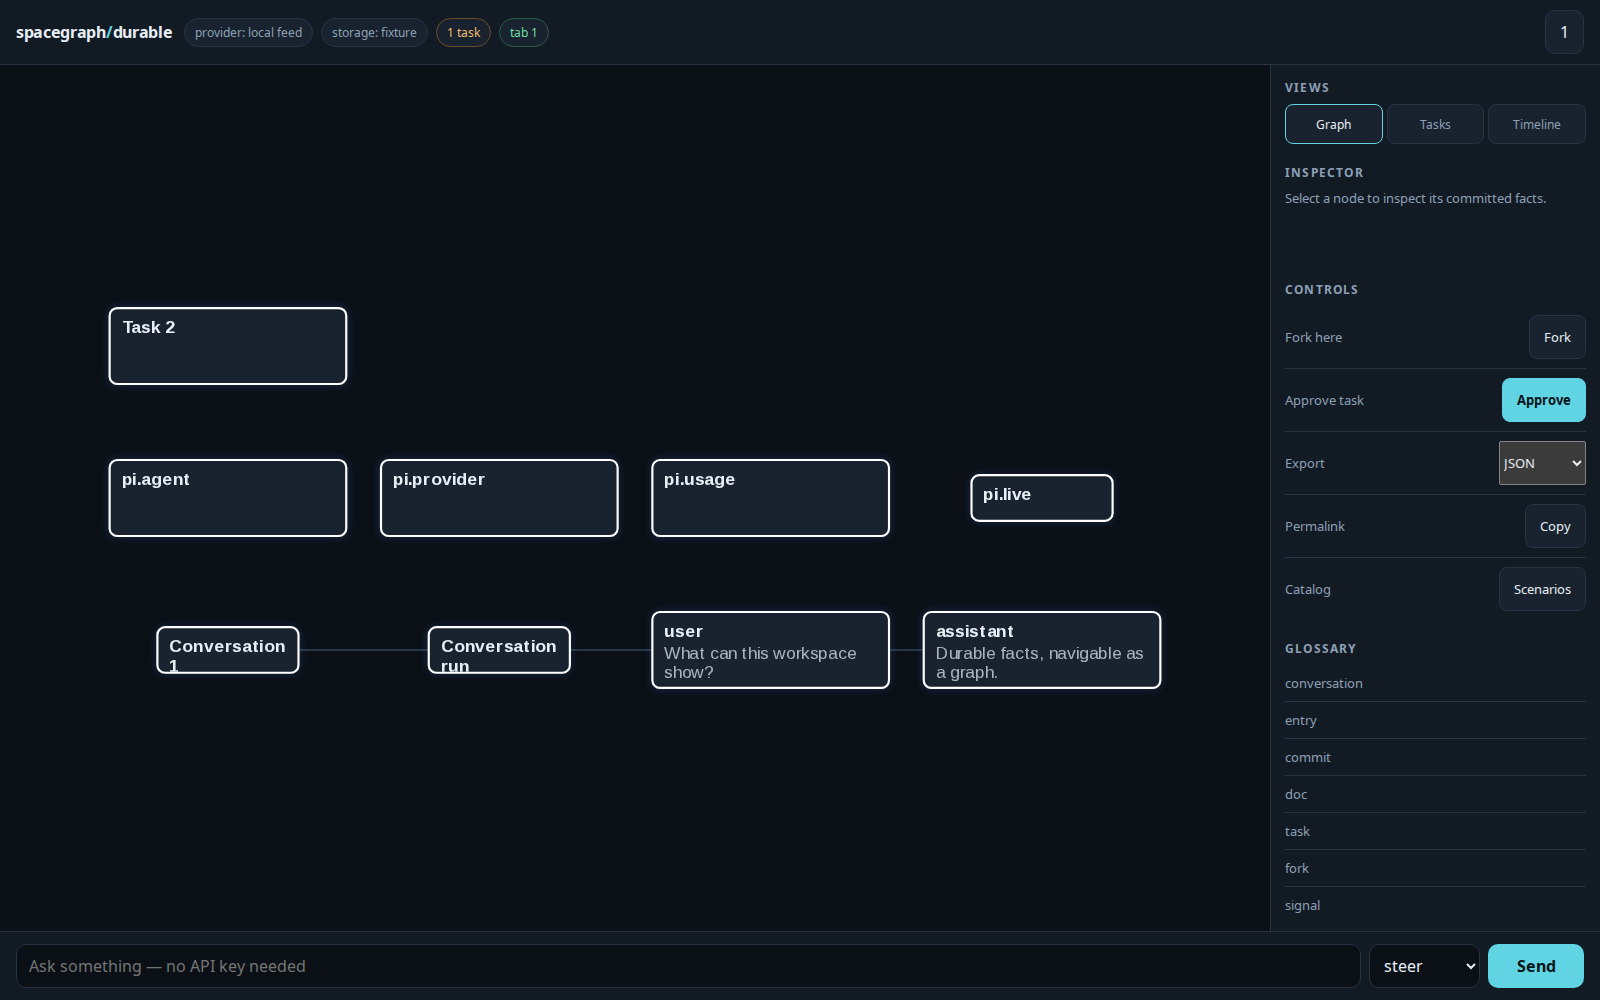 spacegraph/durable
provider: local feed
storage: fixture
1 task
tab 1
1
VIEWS
Graph
Tasks
Timeline
INSPECTOR
Select a node to inspect its committed facts.
CONTROLS
Fork here
Fork
Approve task
Approve
Export
JSON
Permalink
Copy
Catalog
Scenarios
GLOSSARY
conversation
entry
commit
doc
task
fork
signal
Task 2
pi.agent
pi.provider
pi.usage
pi.live
Conversation
1
Conversation
run
user
What can this workspace
show?
assistant
Durable facts, navigable as
a graph.
Ask something — no API key needed
steer
Send